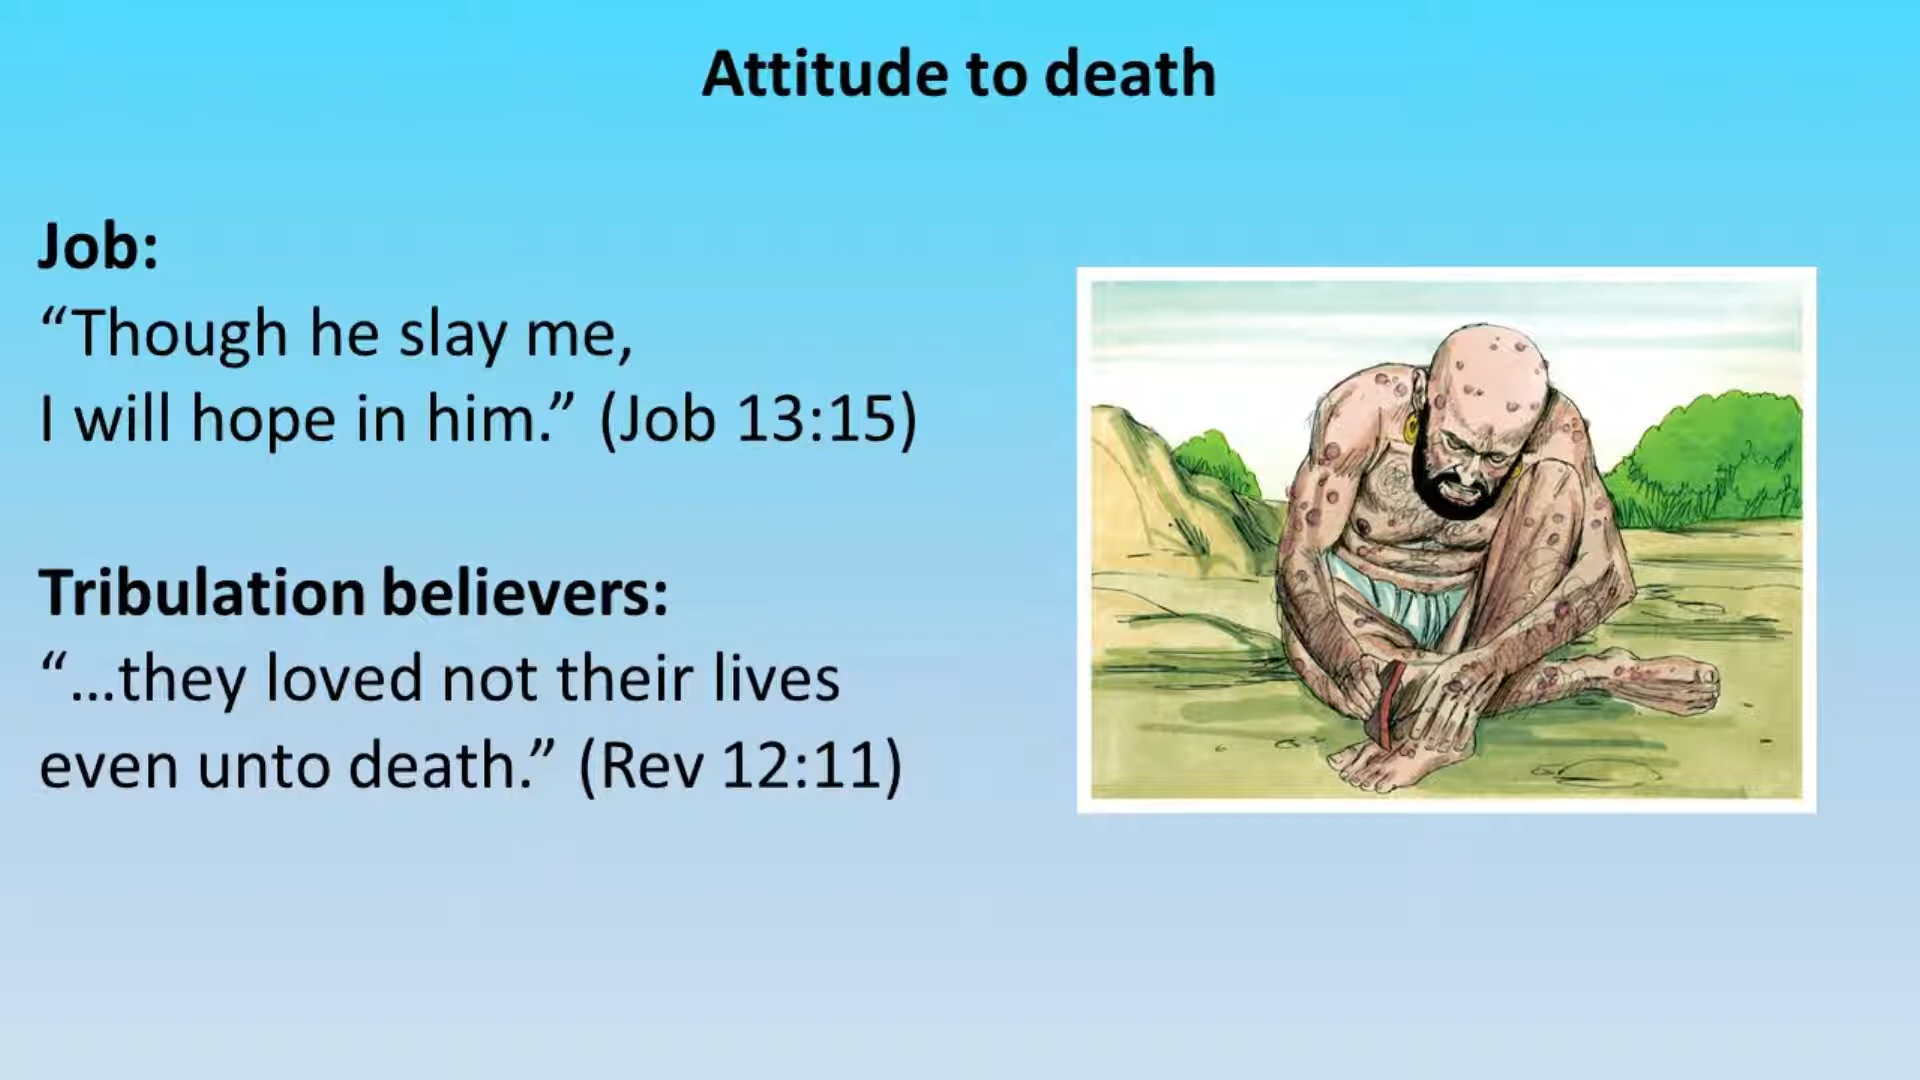 Attitude to death
Job:
“Though he slay me,
I will hope in him.” (Job 13:15)
Tribulation believers:
“…they loved not their lives
even unto death.” (Rev 12:11)